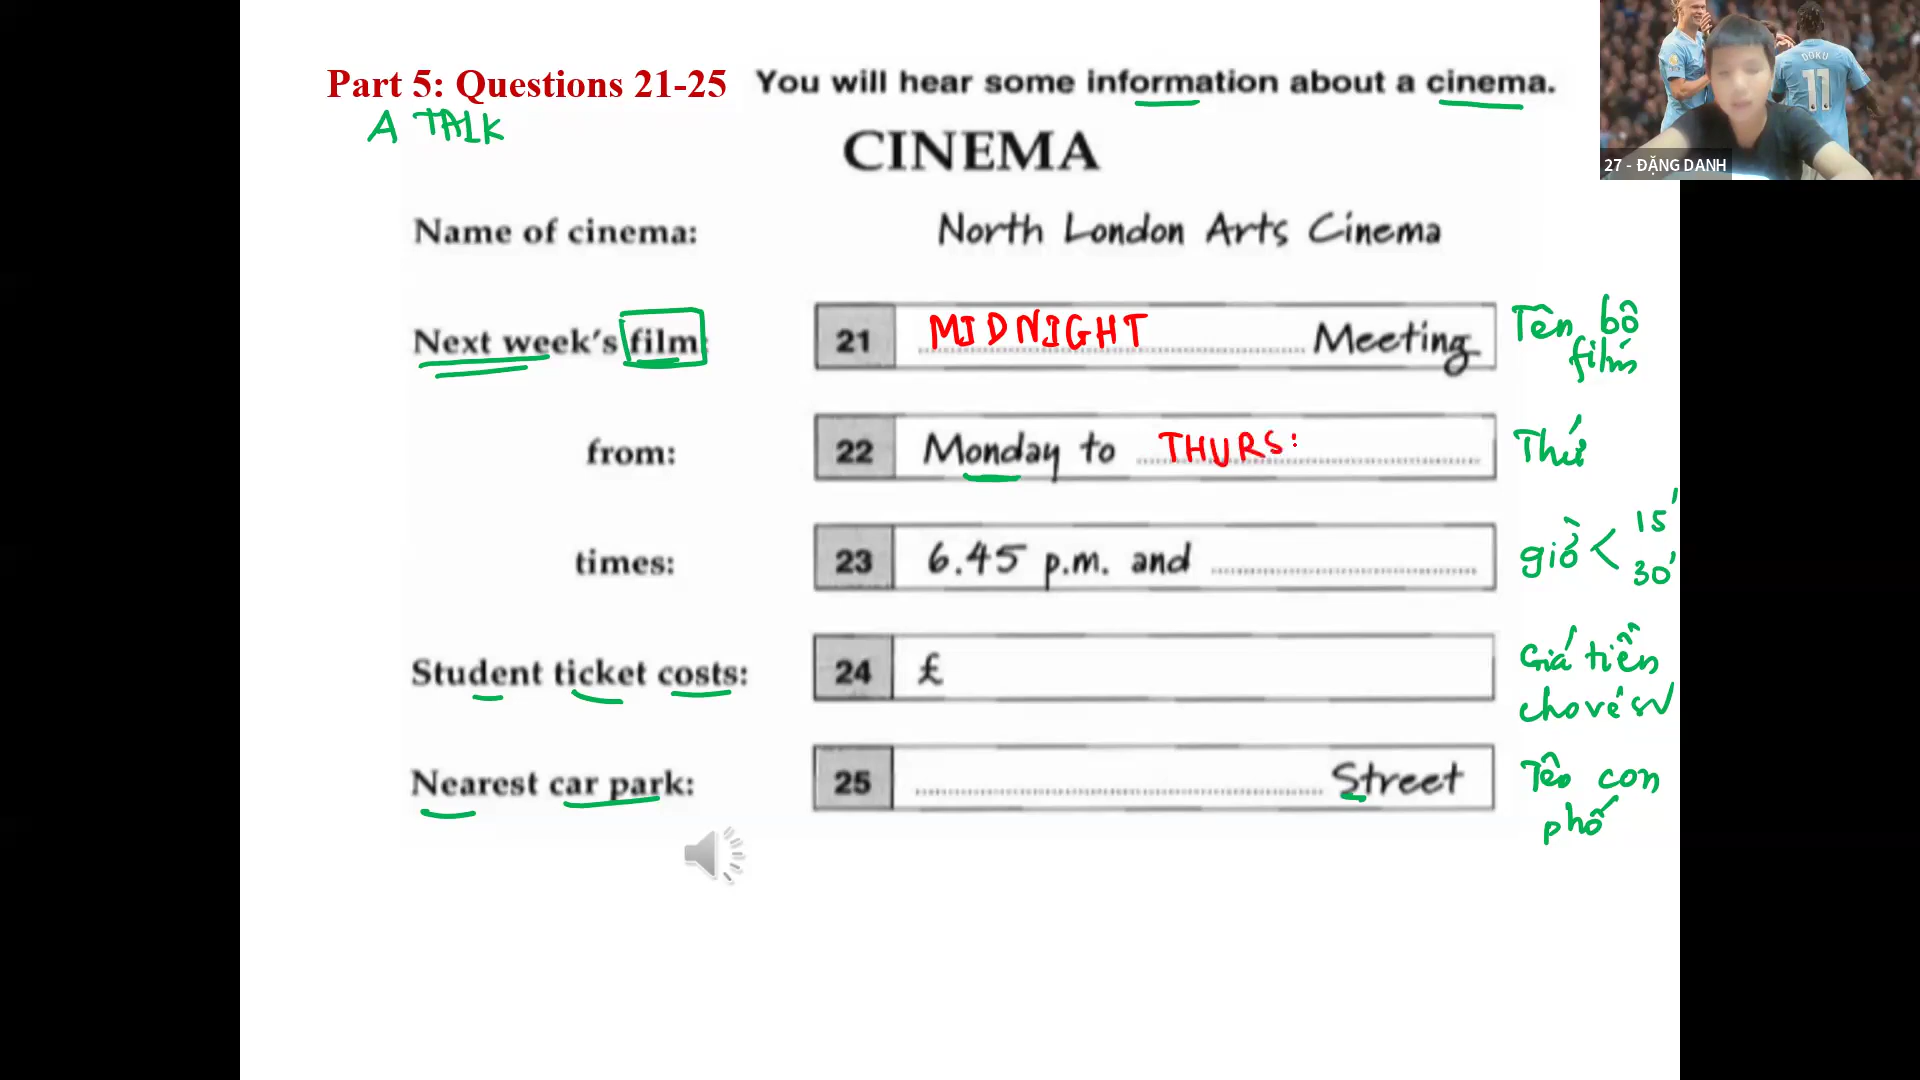 Part 5: Questions 21-25 You will hear some information about a cinema.
A TALK
CINEMA
Name of cinema: North London Arts Cinema
Next week's film: 21 MIDNIGHT Meeting Tên bộ film
from: 22 Monday to THURS: Thứ
times: 23 6.45 p.m. and giờ < 15' 30'
Student ticket costs: 24 £ Giá tiền cho vé SV
Nearest car park: 25 Street Tên con phố
DOKU
11
27 - ĐẶNG DANH